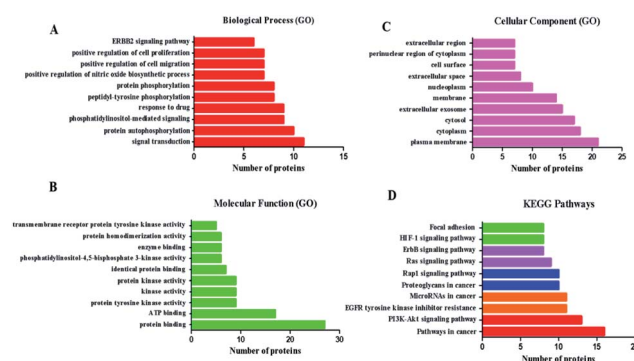 A
Biological Process (GO)
ERBB2 signaling pathway
positive regulation of cell proliferation
positive regulation of cell migration
positive regulation of nitric oxide biosynthetic process
protein phosphorylation
peptidyl-tyrosine phosphorylation
response to drug
phosphatidylinositol-mediated signaling
protein autophosphorylation
signal transduction
0 5 10 15
Number of proteins
C
Cellular Component (GO)
extracellular region
perinuclear region of cytoplasm
cell surface
extracellular space
nucleoplasm
membrane
extracellular exosome
cytosol
cytoplasm
plasma membrane
0 5 10 15 20 25
Number of proteins
B
Molecular Function (GO)
transmembrane receptor protein tyrosine kinase activity
protein homodimerization activity
enzyme binding
phosphatidylinositol-4,5-bisphosphate 3-kinase activity
identical protein binding
protein kinase activity
kinase activity
protein tyrosine kinase activity
ATP binding
protein binding
0 10 20 30
Number of proteins
D
KEGG Pathways
Focal adhesion
HIF-1 signaling pathway
ErbB signaling pathway
Ras signaling pathway
Rap1 signaling pathway
Proteoglycans in cancer
MicroRNAs in cancer
EGFR tyrosine kinase inhibitor resistance
PI3K-Akt signaling pathway
Pathways in cancer
0 5 10 15
Number of proteins